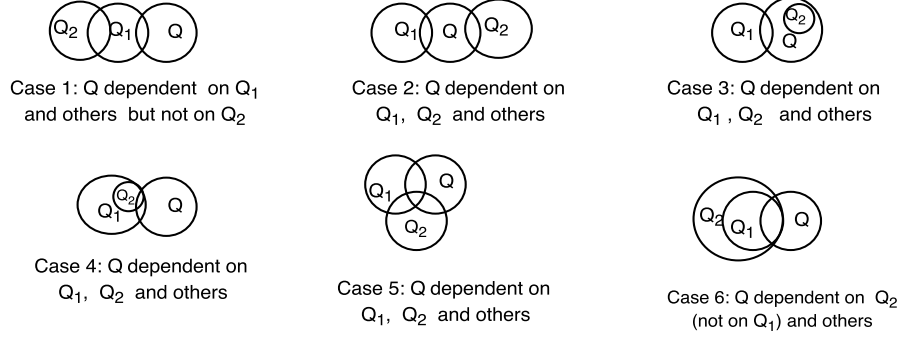 Q2 Q1 Q
Case 1: Q dependent on Q1
and others but not on Q2
Q1 Q Q2
Case 2: Q dependent on
Q1, Q2 and others
Q1 Q2 Q
Case 3: Q dependent on
Q1 , Q2 and others
Q2 Q1 Q
Case 4: Q dependent on
Q1, Q2 and others
Q1 Q Q2
Case 5: Q dependent on
Q1, Q2 and others
Q2 Q1 Q
Case 6: Q dependent on Q2
(not on Q1) and others